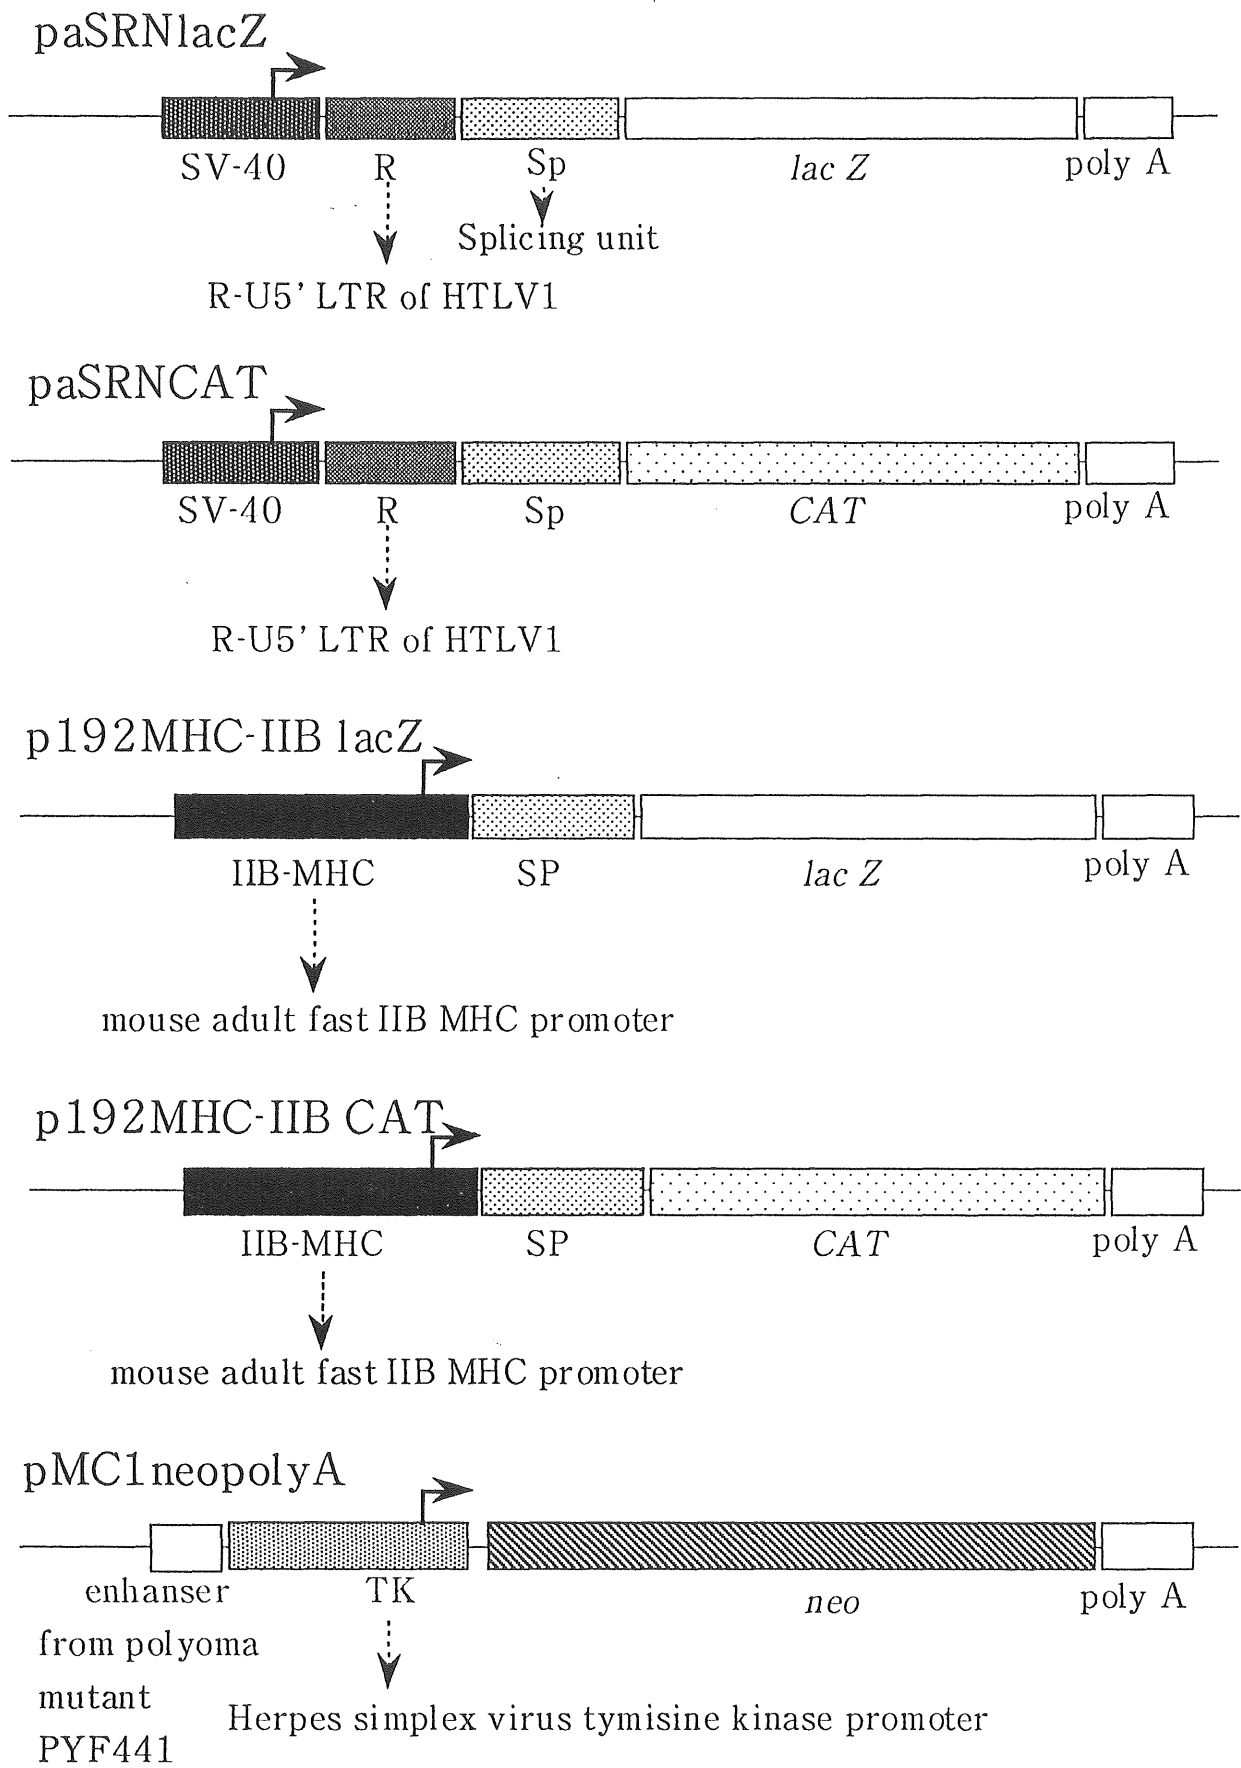 paSRNlacZ
SV-40 R Sp lac Z poly A
Splicing unit
R-U5' LTR of HTLV1
paSRNCAT
SV-40 R Sp CAT poly A
R-U5' LTR of HTLV1
p192MHC-IIB lacZ
IIB-MHC SP lac Z poly A
mouse adult fast IIB MHC promoter
p192MHC-IIB CAT
IIB-MHC SP CAT poly A
mouse adult fast IIB MHC promoter
pMC1neopolyA
enhanser TK neo poly A
from polyoma
mutant
PYF441
Herpes simplex virus tymisine kinase promoter